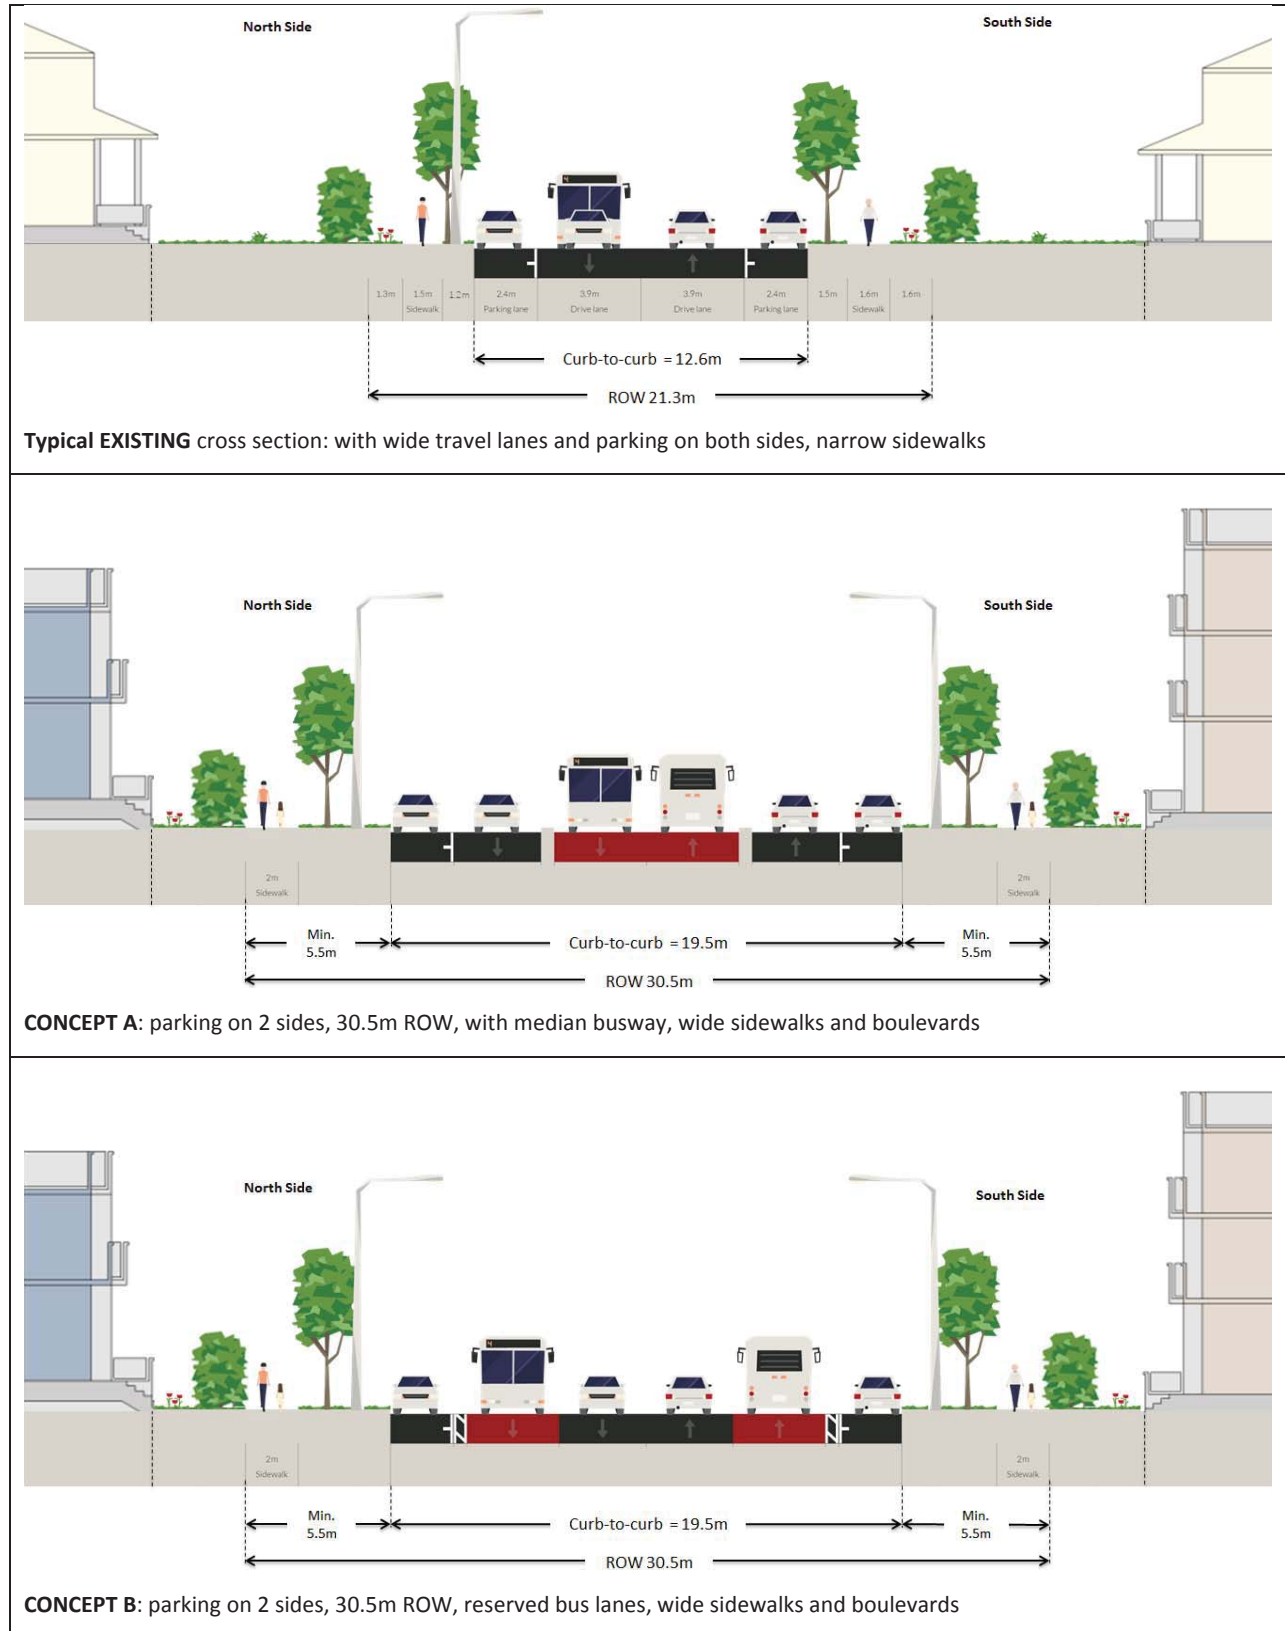 North Side
South Side
4
1.3m 1.5m 1.2m 2.4m 3.9m 3.9m 2.4m 1.5m 1.6m 1.6m
Sidewalk Parking lane Drive lane Drive lane Parking lane Sidewalk
Curb-to-curb = 12.6m
ROW 21.3m
Typical EXISTING cross section: with wide travel lanes and parking on both sides, narrow sidewalks
North Side
South Side
4
2m
Sidewalk
2m
Sidewalk
Min.
5.5m
Curb-to-curb = 19.5m
Min.
5.5m
ROW 30.5m
CONCEPT A: parking on 2 sides, 30.5m ROW, with median busway, wide sidewalks and boulevards
North Side
South Side
4
2m
Sidewalk
2m
Sidewalk
Min.
5.5m
Curb-to-curb = 19.5m
Min.
5.5m
ROW 30.5m
CONCEPT B: parking on 2 sides, 30.5m ROW, reserved bus lanes, wide sidewalks and boulevards